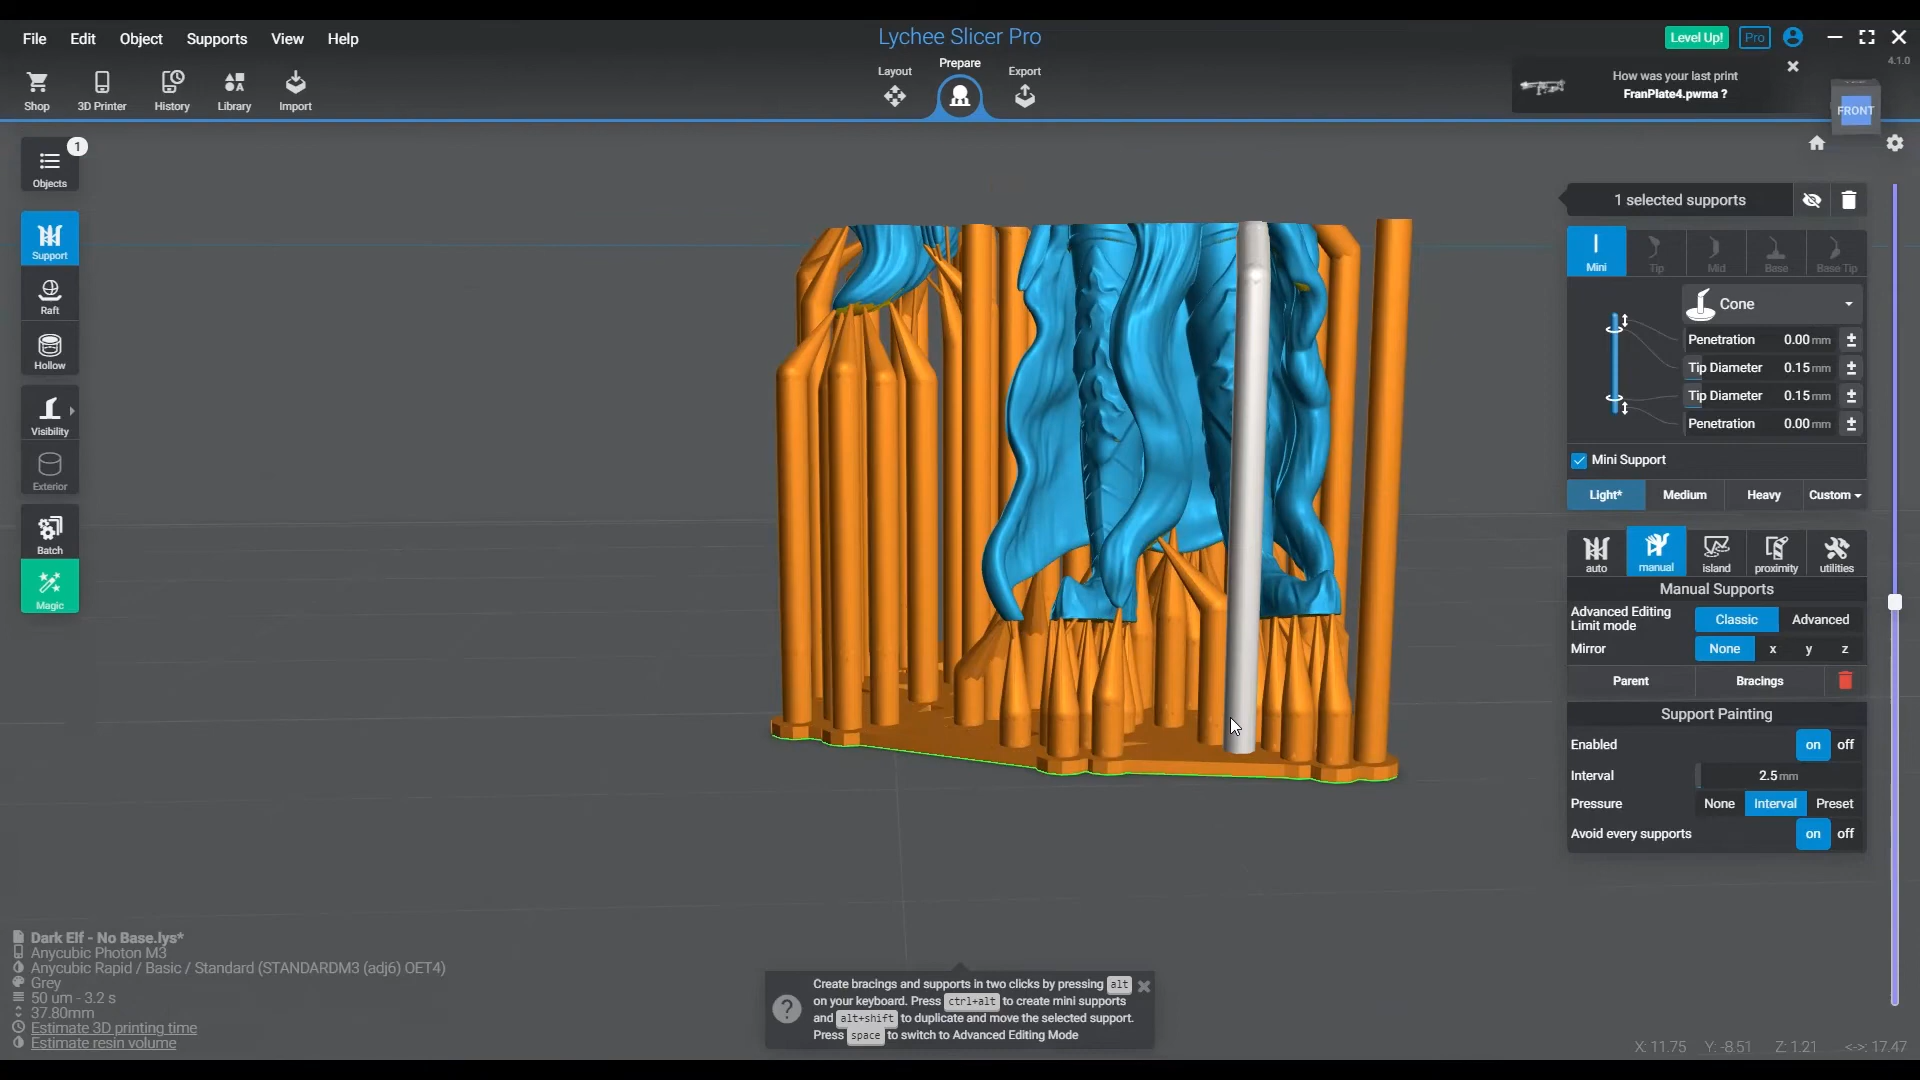 File Edit Object Supports View Help
Lychee Slicer Pro
Level Up! Pro
4.1.0
Shop 3D Printer History Library Import
Layout Prepare Export
How was your last print
FranPlate4.pwma ?
FRONT
Objects 1
Support
Raft
Hollow
Visibility
Exterior
Batch
Magic
1 selected supports
Mini Tip Mid Base Base Tip
Cone
Penetration 0.00 mm
Tip Diameter 0.15 mm
Tip Diameter 0.15 mm
Penetration 0.00 mm
Mini Support
Light* Medium Heavy Custom
auto manual island proximity utilities
Manual Supports
Advanced Editing
Limit mode
Classic Advanced
Mirror None x y z
Parent Bracings
Support Painting
Enabled on off
Interval 2.5 mm
Pressure None Interval Preset
Avoid every supports on off
Dark Elf - No Base.lys*
Anycubic Photon M3
Anycubic Rapid / Basic / Standard (STANDARDM3 (adj6) OET4)
Grey
50 um - 3.2 s
37.80mm
Estimate 3D printing time
Estimate resin volume
? Create bracings and supports in two clicks by pressing alt
on your keyboard. Press ctrl+alt to create mini supports
and alt+shift to duplicate and move the selected support.
Press space to switch to Advanced Editing Mode
X: 11.75 Y: -8.51 Z: 1.21 <->: 17.47